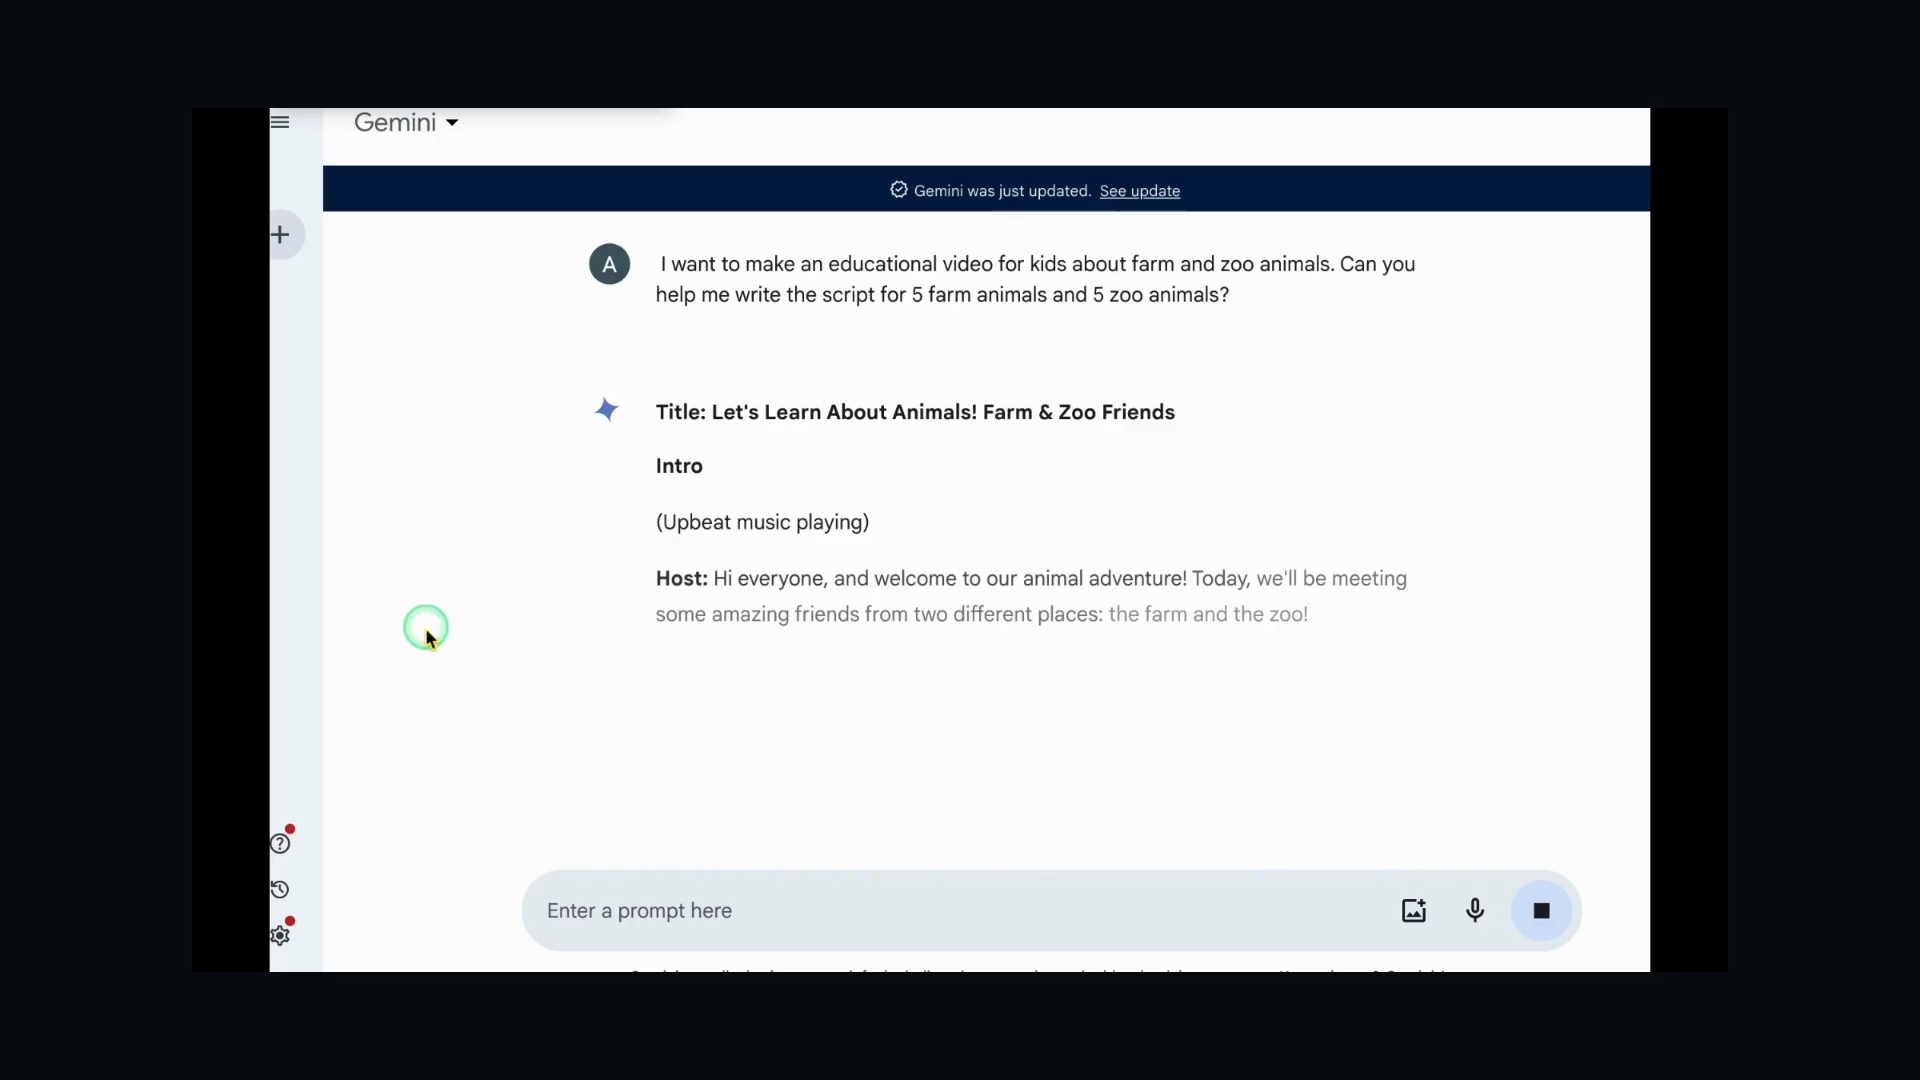 Gemini
Gemini was just updated. See update
A
I want to make an educational video for kids about farm and zoo animals. Can you
help me write the script for 5 farm animals and 5 zoo animals?
Title: Let's Learn About Animals! Farm & Zoo Friends
Intro
(Upbeat music playing)
Host: Hi everyone, and welcome to our animal adventure! Today, we'll be meeting
some amazing friends from two different places: the farm and the zoo!
Enter a prompt here